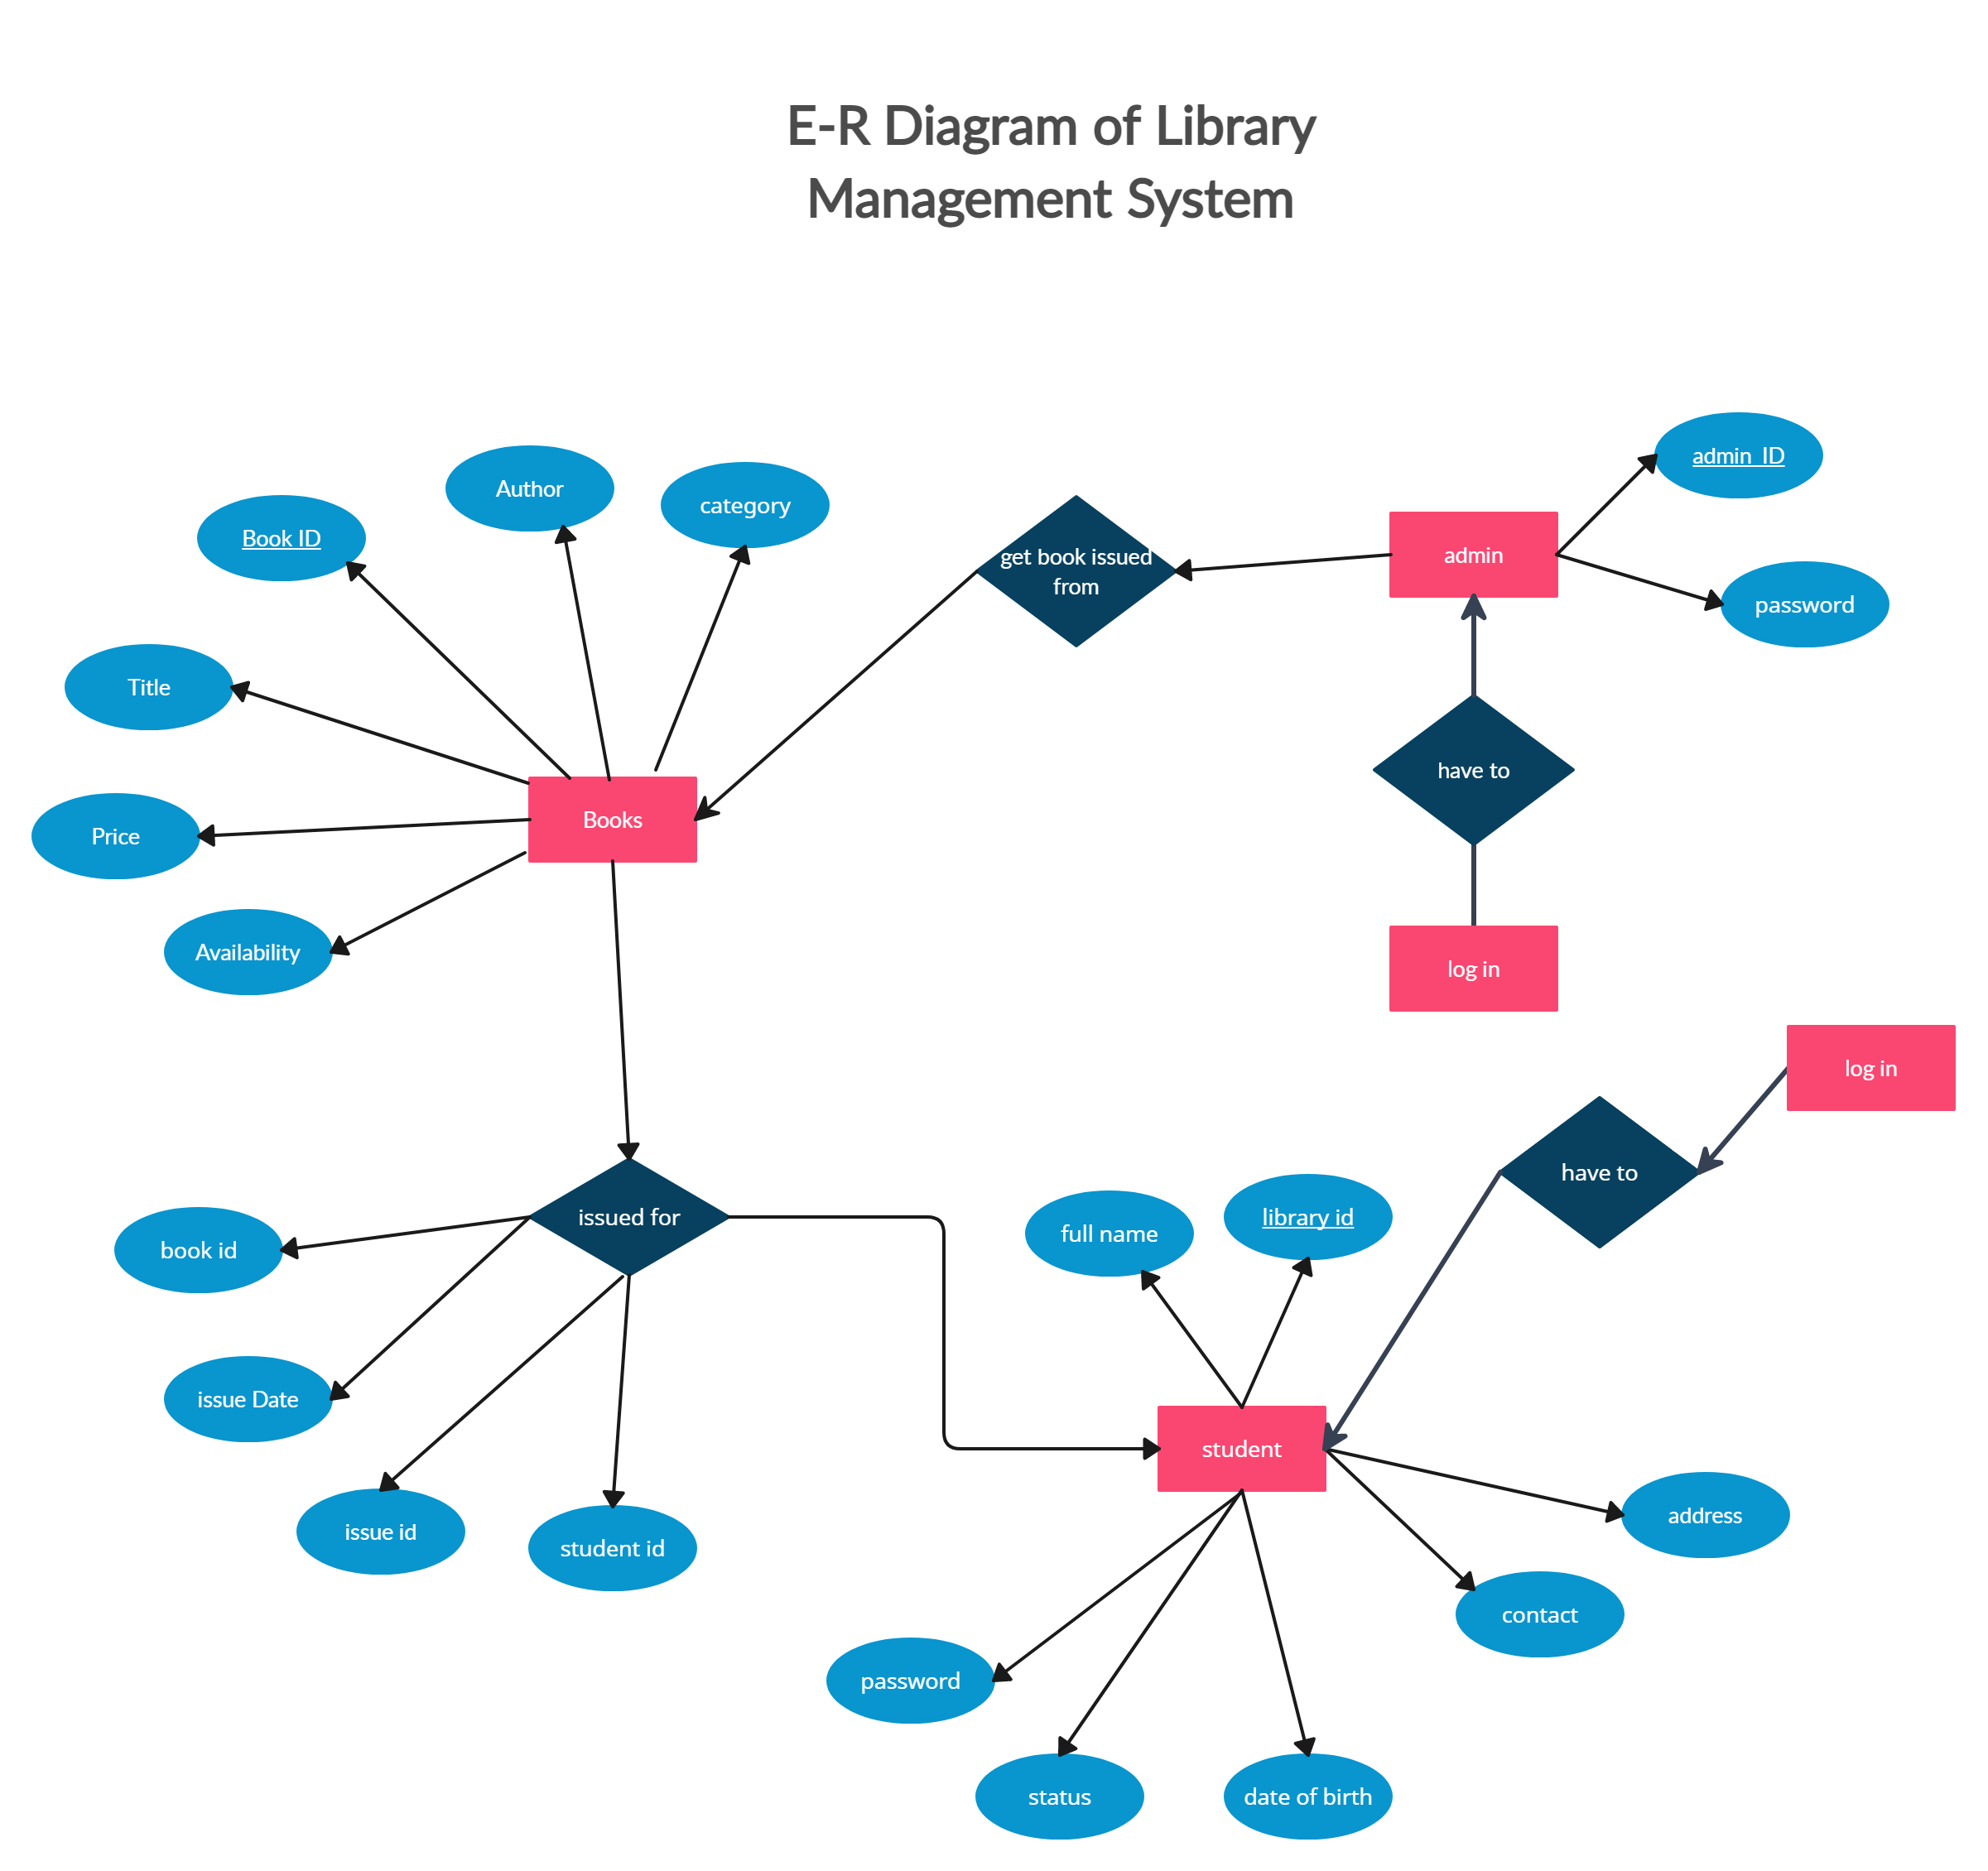 E-R Diagram of Library
Management System
admin_ID
Author
category
Book ID
get book issued
from
admin
password
Title
have to
Books
Price
Availability
log in
log in
have to
issued for
full name
library id
book id
issue Date
student
address
issue id
student id
contact
password
status
date of birth